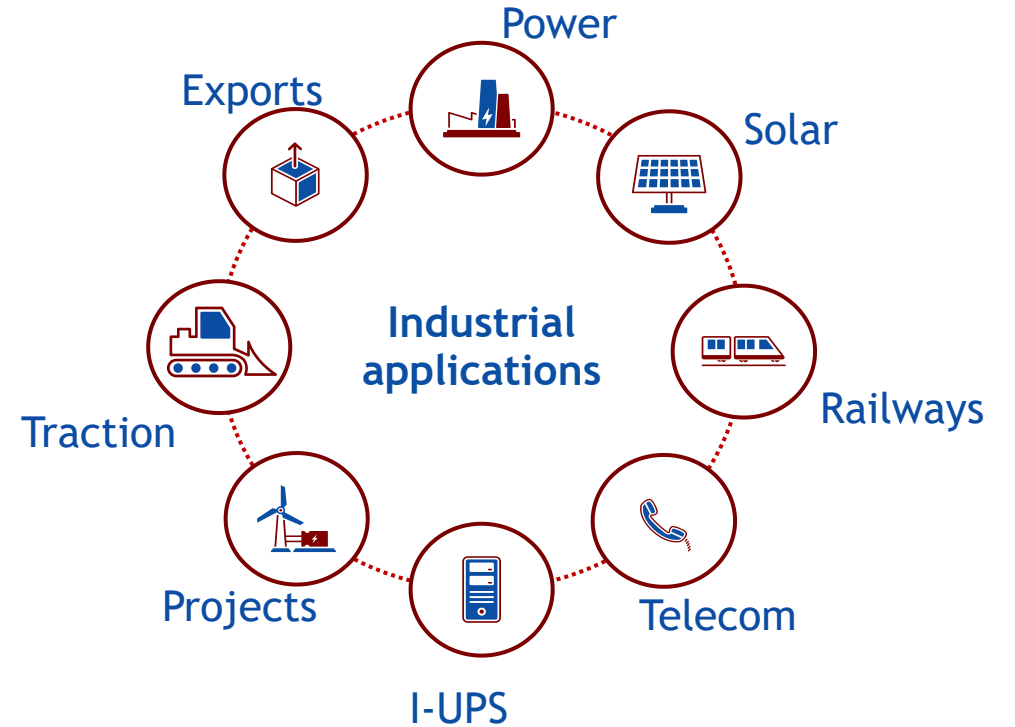 Power
Exports
Solar
Industrial
applications
Railways
Traction
Projects
Telecom
I-UPS